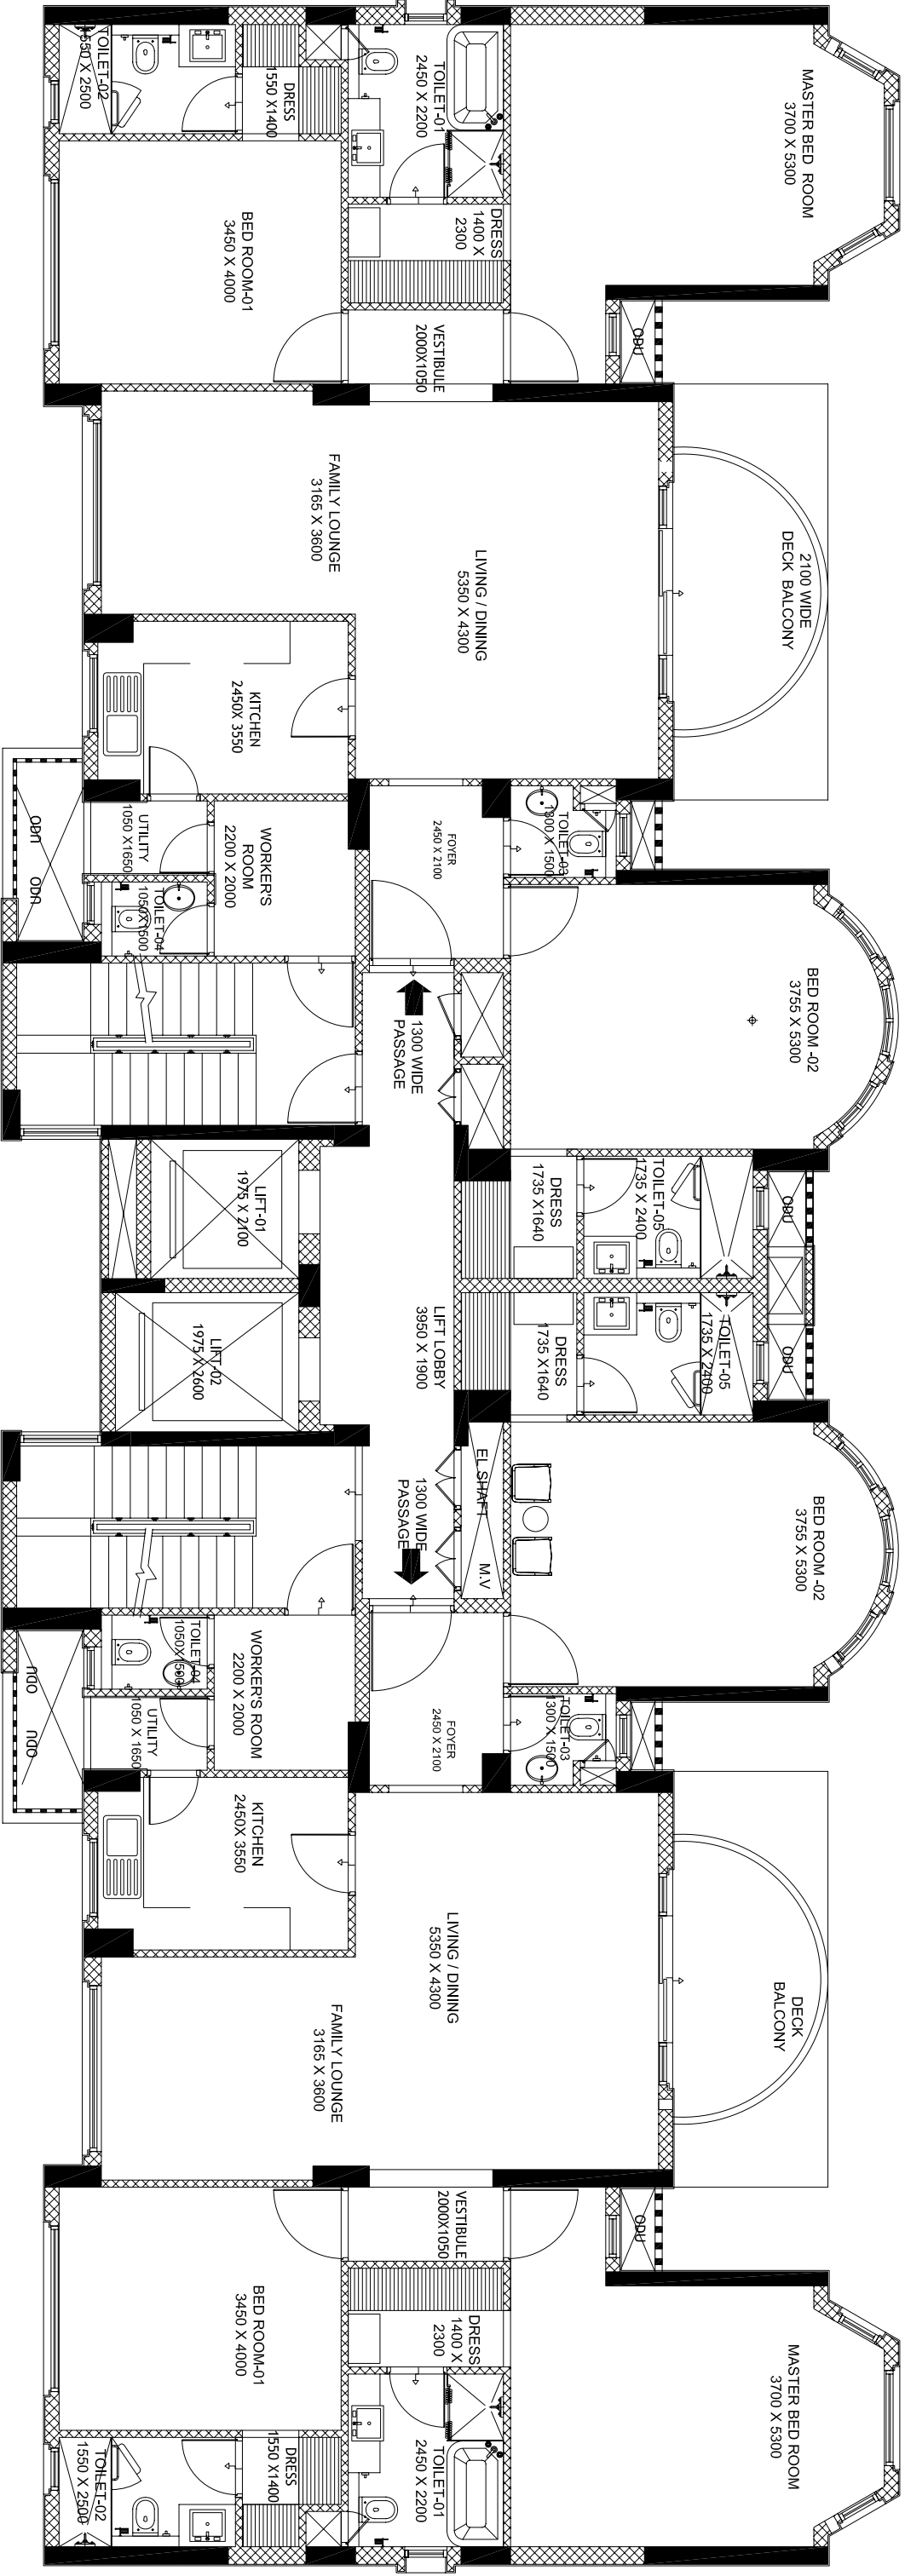 MASTER BED ROOM
3700 X 5300
TOILET-01
2450 X 2200
DRESS
1550 X1400
TOILET-02
1550 X 2500
DRESS
1400 X
2300
BED ROOM-01
3450 X 4000
VESTIBULE
2000X1050
ODU
2100 WIDE
DECK BALCONY
LIVING / DINING
5350 X 4300
FAMILY LOUNGE
3165 X 3600
KITCHEN
2450X 3550
TOILET-03
1300 X 1500
FOYER
2450 X 2100
WORKER'S
ROOM
2200 X 2000
UTILITY
1050 X1650
TOILET-04
1050X1500
ODU
ODU
BED ROOM -02
3755 X 5300
1300 WIDE
PASSAGE
ODU
TOILET-05
1735 X 2400
DRESS
1735 X1640
LIFT-01
1975 X 2100
LIFT LOBBY
3950 X 1900
LIFT-02
1975 X 2600
ODU
TOILET-05
1735 X 2400
DRESS
1735 X1640
BED ROOM -02
3755 X 5300
EL.SHAFT
M.V
1300 WIDE
PASSAGE
TOILET-03
1300 X 1500
FOYER
2450 X 2100
WORKER'S ROOM
2200 X 2000
TOILET-04
1050X1500
UTILITY
1050 X 1650
ODU
ODU
KITCHEN
2450X 3550
DECK
BALCONY
LIVING / DINING
5350 X 4300
FAMILY LOUNGE
3165 X 3600
ODU
VESTIBULE
2000X1050
BED ROOM-01
3450 X 4000
DRESS
1400 X
2300
MASTER BED ROOM
3700 X 5300
TOILET-01
2450 X 2200
DRESS
1550 X1400
TOILET-02
1550 X 2500